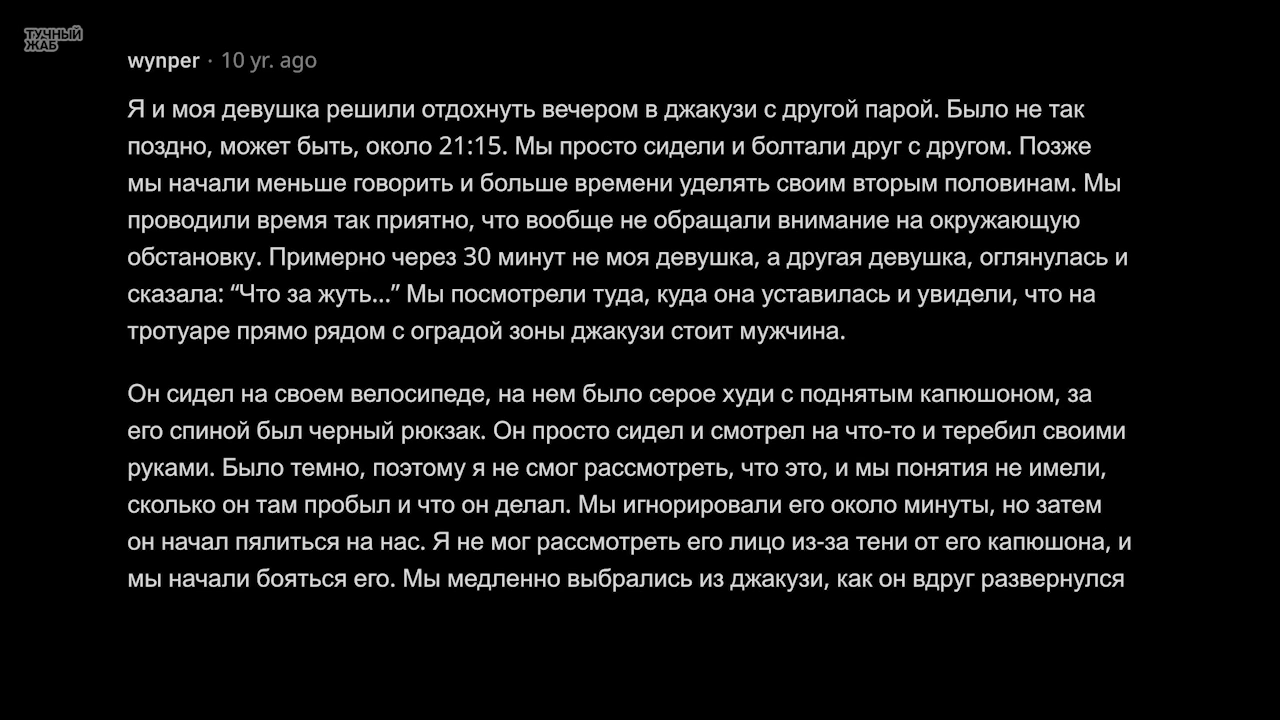 ТУЧНЫЙ
ЖАБ
wynper · 10 yr. ago
Я и моя девушка решили отдохнуть вечером в джакузи с другой парой. Было не так
поздно, может быть, около 21:15. Мы просто сидели и болтали друг с другом. Позже
мы начали меньше говорить и больше времени уделять своим вторым половинам. Мы
проводили время так приятно, что вообще не обращали внимание на окружающую
обстановку. Примерно через 30 минут не моя девушка, а другая девушка, оглянулась и
сказала: “Что за жуть...” Мы посмотрели туда, куда она уставилась и увидели, что на
тротуаре прямо рядом с оградой зоны джакузи стоит мужчина.
Он сидел на своем велосипеде, на нем было серое худи с поднятым капюшоном, за
его спиной был черный рюкзак. Он просто сидел и смотрел на что-то и теребил своими
руками. Было темно, поэтому я не смог рассмотреть, что это, и мы понятия не имели,
сколько он там пробыл и что он делал. Мы игнорировали его около минуты, но затем
он начал пялиться на нас. Я не мог рассмотреть его лицо из-за тени от его капюшона, и
мы начали бояться его. Мы медленно выбрались из джакузи, как он вдруг развернулся